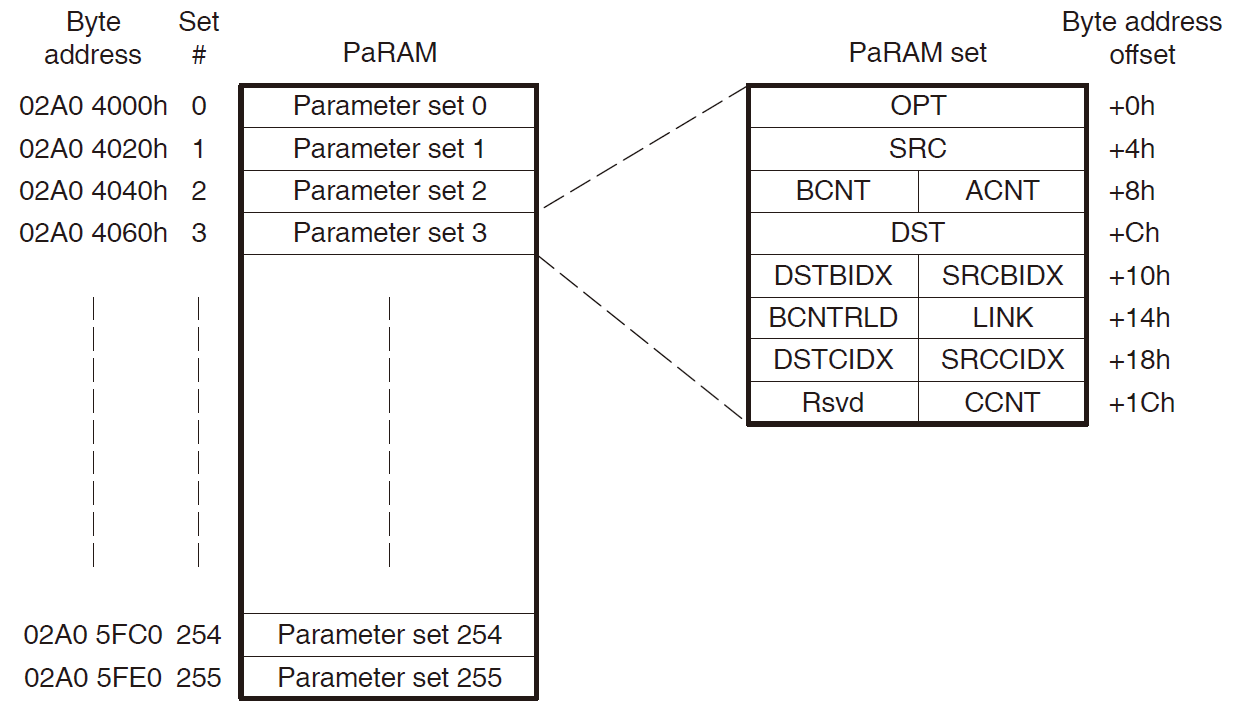 Byte address Set # PaRAM PaRAM set Byte address offset
02A0 4000h 0 Parameter set 0 OPT +0h
02A0 4020h 1 Parameter set 1 SRC +4h
02A0 4040h 2 Parameter set 2 BCNT ACNT +8h
02A0 4060h 3 Parameter set 3 DST +Ch
DSTBIDX SRCBIDX +10h
BCNTRLD LINK +14h
DSTCIDX SRCCIDX +18h
Rsvd CCNT +1Ch
02A0 5FC0 254 Parameter set 254
02A0 5FE0 255 Parameter set 255